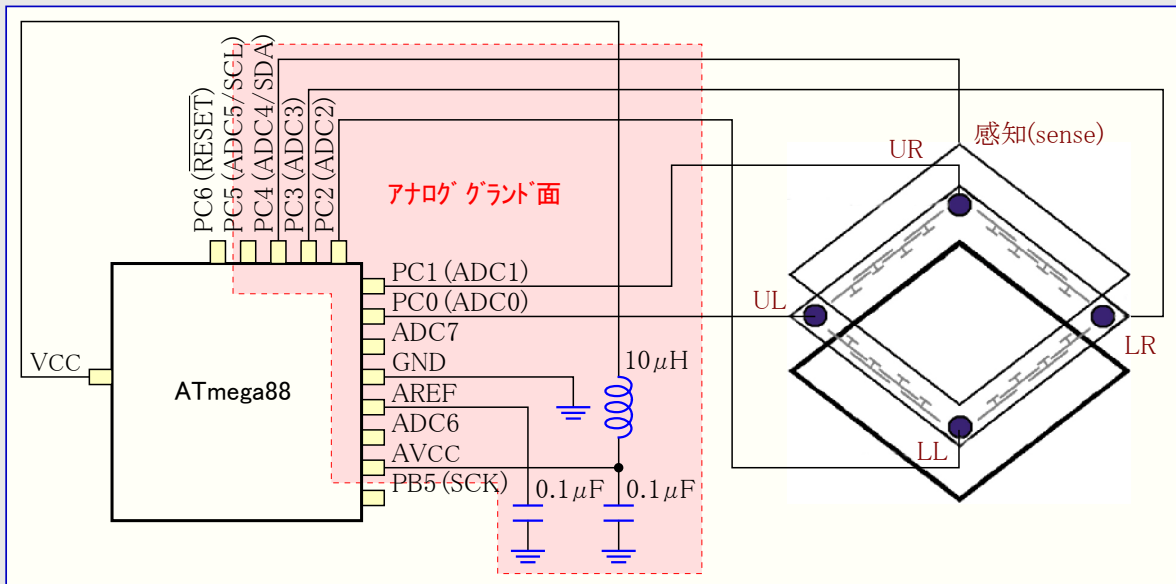 PC6 (RESET)
PC5 (ADC5/SCL)
PC4 (ADC4/SDA)
PC3 (ADC3)
PC2 (ADC2)
アナログ グランド面
感知(sense)
UR
PC1 (ADC1)
PC0 (ADC0)
UL
ADC7
LR
VCC
GND
10μH
ATmega88
AREF
ADC6
LL
AVCC
PB5 (SCK)
0.1μF
0.1μF